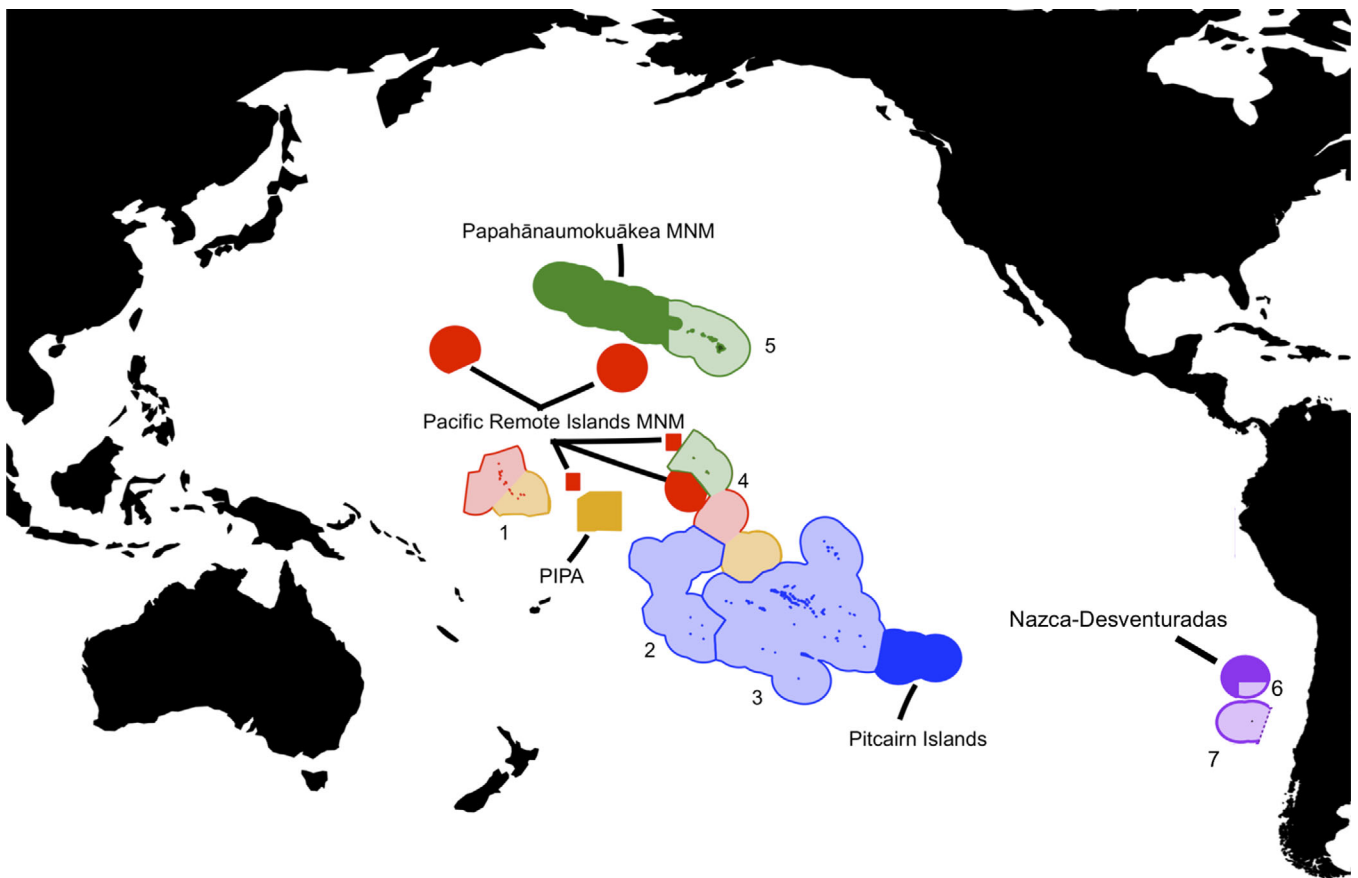 Papahānaumokuākea MNM
5
Pacific Remote Islands MNM
4
1
PIPA
Nazca-Desventuradas
2
3
6
Pitcairn Islands
7